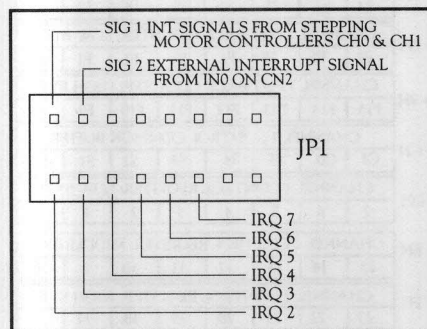 SIG 1 INT SIGNALS FROM STEPPING
MOTOR CONTROLLERS CH0 & CH1
SIG 2 EXTERNAL INTERRUPT SIGNAL
FROM IN0 ON CN2
JP1
IRQ 7
IRQ 6
IRQ 5
IRQ 4
IRQ 3
IRQ 2